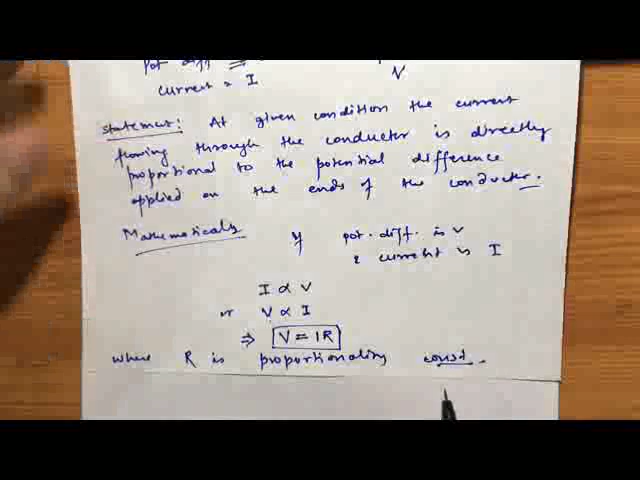 pot diff =
current = I
V
Statement: At given condition the current
flowing through the conductor is directly
proportional to the potential difference
applied on the ends of the conductor.
Mathematically If pot. diff. is V
& current is I
I ∝ V
or V ∝ I
⇒ V = IR
where R is proportionality const.